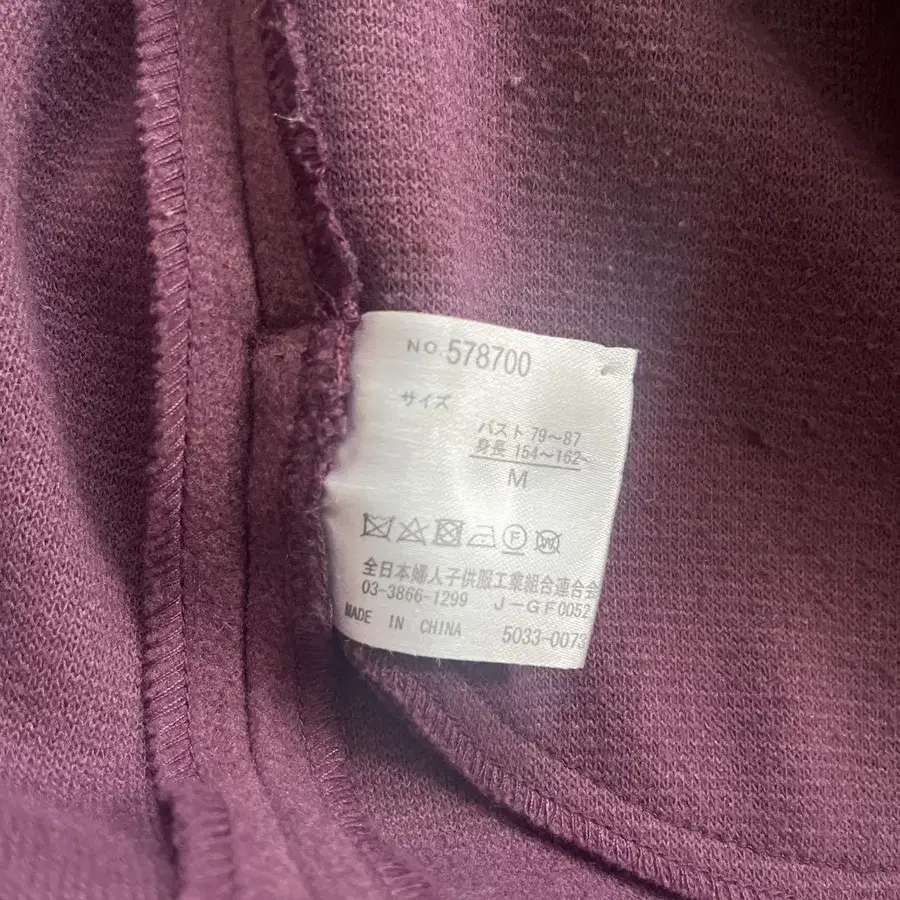 NO. 578700
サイズ
バスト 79～87
身長 154～162
M
F W
全日本婦人子供服工業組合連合会
03-3866-1299 J-GF0052
MADE IN CHINA 5033-0073